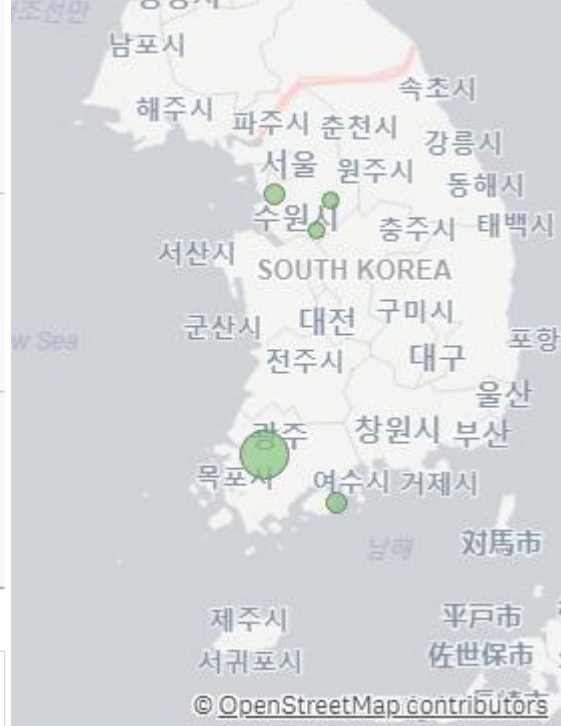 조선만
남포시
속초시
해주시
파주시 춘천시
강릉시
서울 원주시
동해시
수원시
충주시 태백시
서산시
SOUTH KOREA
구미시
대전
군산시
w Sea
포항
전주시 대구
울산
광주 창원시 부산
목포시 여수시 거제시
남해 対馬市
제주시 平戸市
서귀포시 佐世保市
© OpenStreetMap contributors